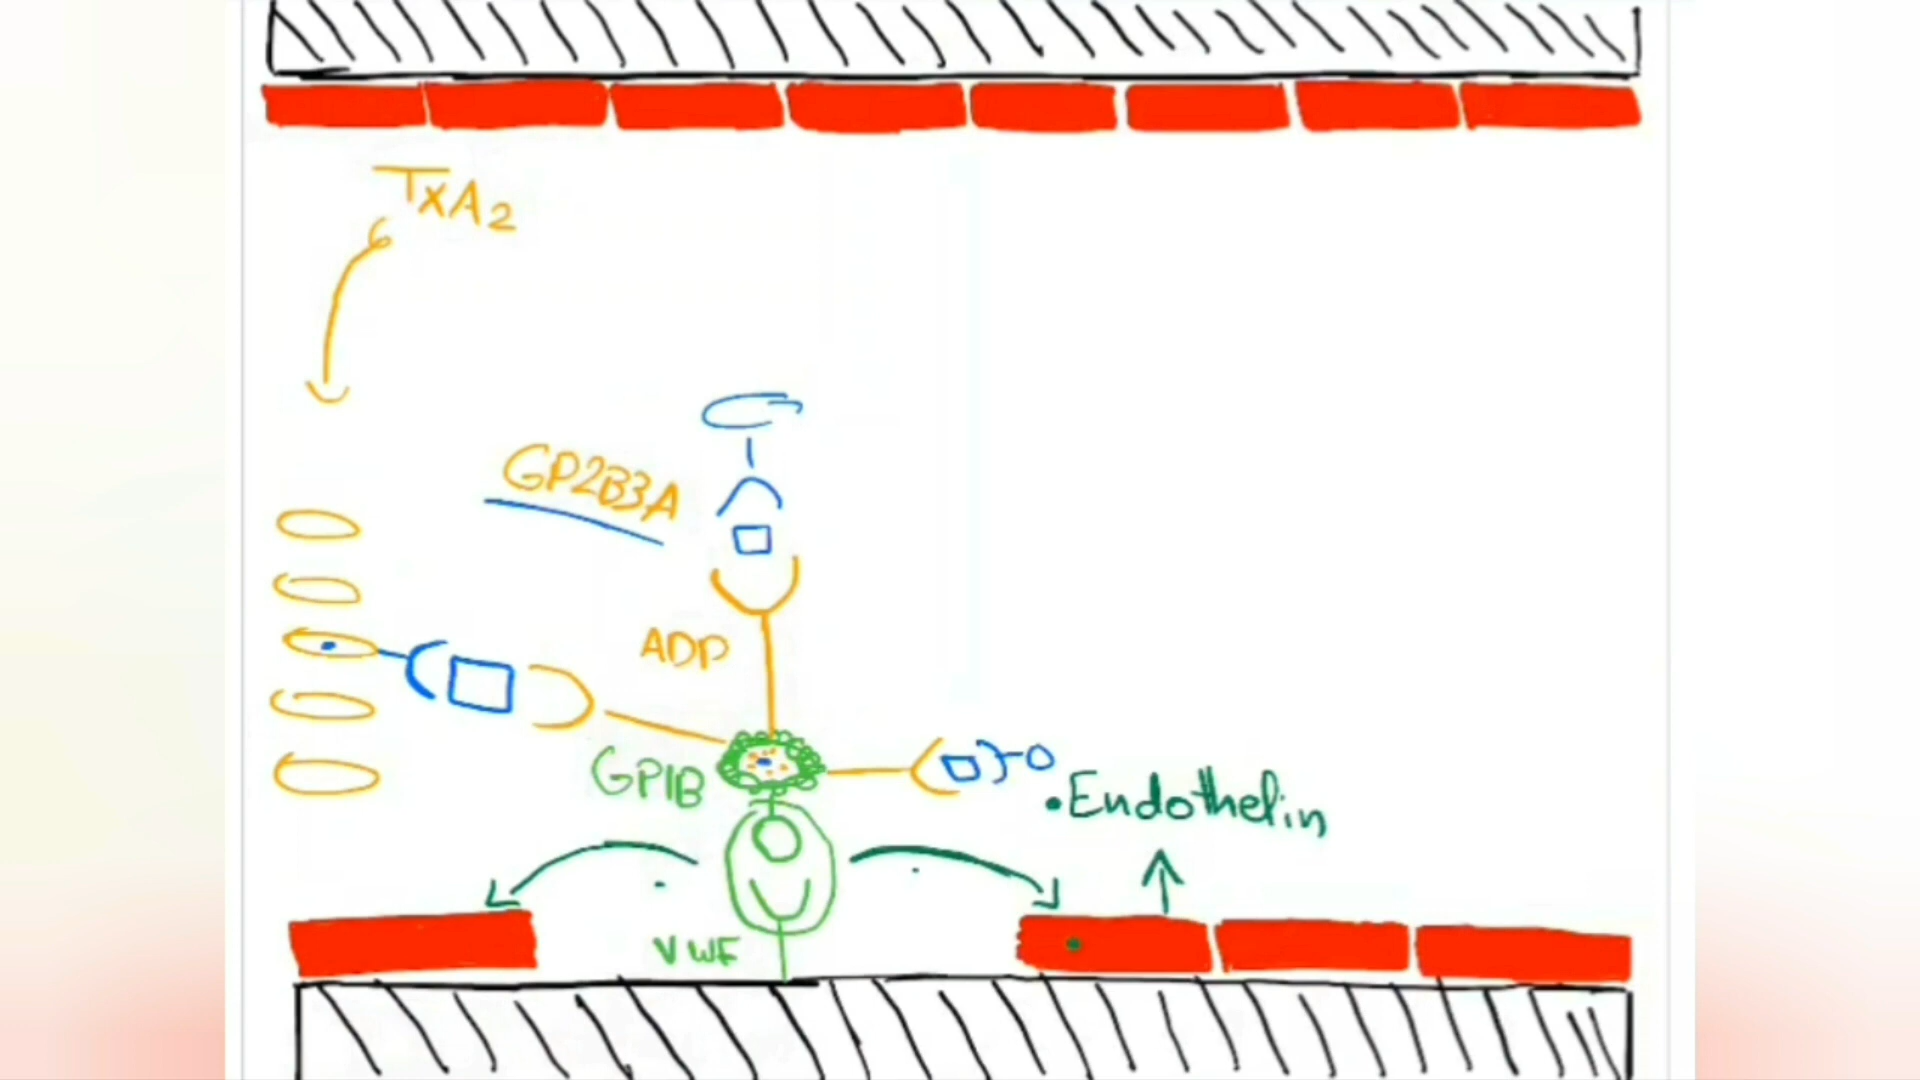 TxA2
GP2B3A
ADP
GPIB
•Endothelin
VWF